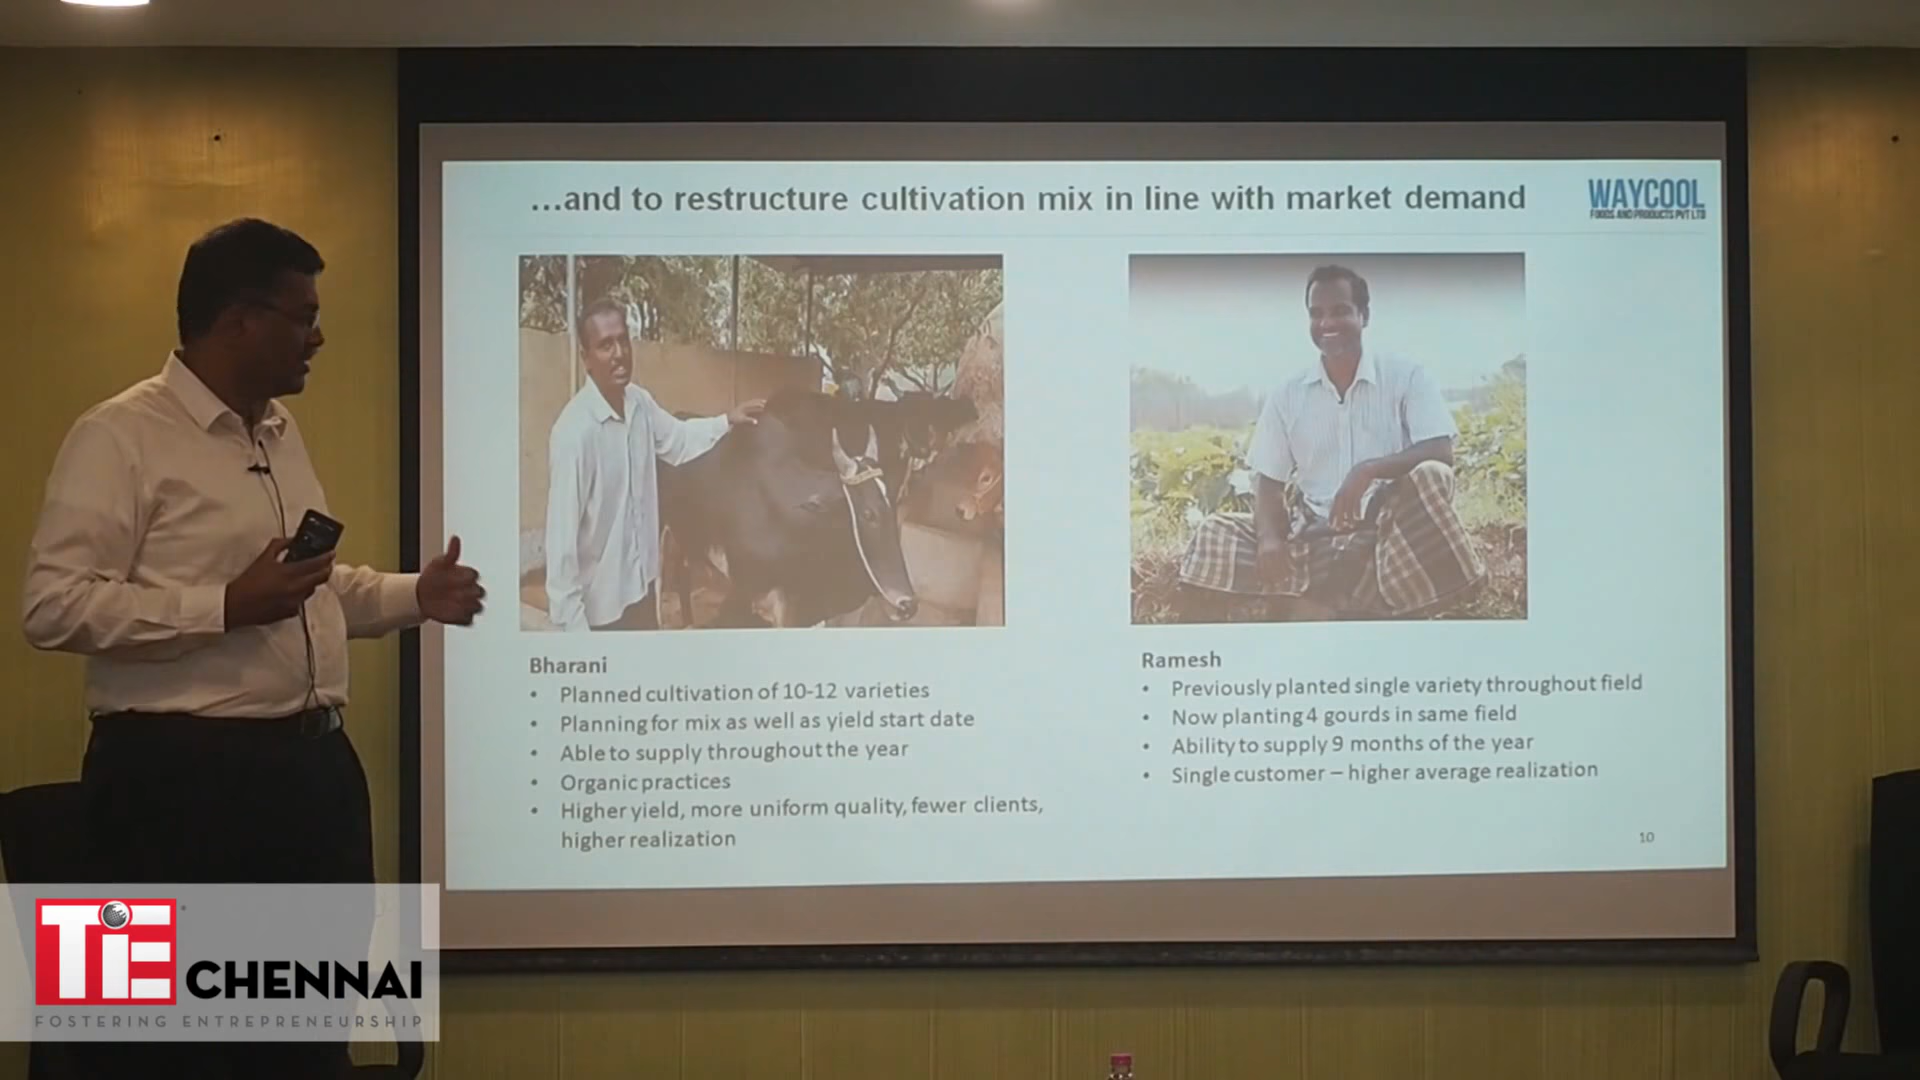 ...and to restructure cultivation mix in line with market demand
WAYCOOL
FOODS AND PRODUCTS PVT LTD
Bharani
• Planned cultivation of 10-12 varieties
• Planning for mix as well as yield start date
• Able to supply throughout the year
• Organic practices
• Higher yield, more uniform quality, fewer clients,
higher realization
Ramesh
• Previously planted single variety throughout field
• Now planting 4 gourds in same field
• Ability to supply 9 months of the year
• Single customer – higher average realization
10
TiE CHENNAI
FOSTERING ENTREPRENEURSHIP